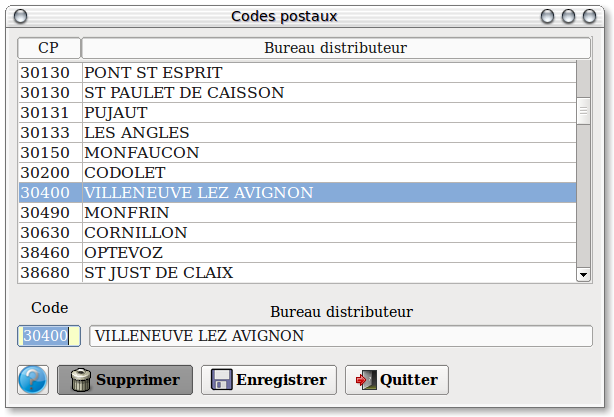 Codes postaux
CP Bureau distributeur
30130 PONT ST ESPRIT
30130 ST PAULET DE CAISSON
30131 PUJAUT
30133 LES ANGLES
30150 MONFAUCON
30200 CODOLET
30400 VILLENEUVE LEZ AVIGNON
30490 MONFRIN
30630 CORNILLON
38460 OPTEVOZ
38680 ST JUST DE CLAIX
Code Bureau distributeur
30400 VILLENEUVE LEZ AVIGNON
? Supprimer Enregistrer Quitter